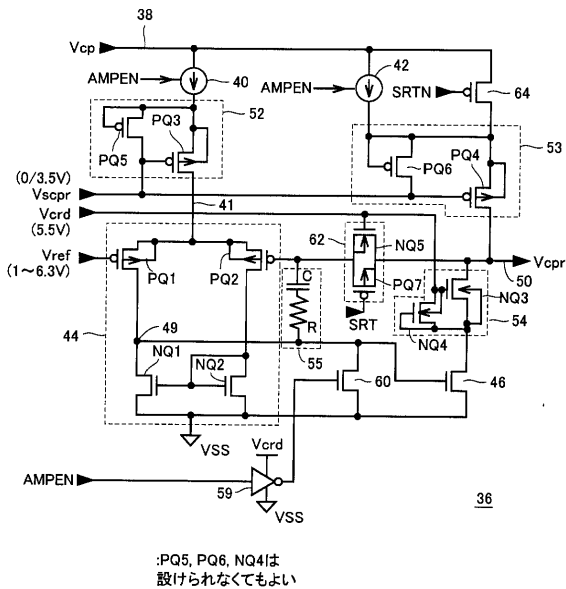 38
Vcp
42
AMPEN
40
AMPEN
SRTN
64
52
PQ3
PQ5
53
PQ6
PQ4
(0/3.5V)
Vscpr
Vcrd
(5.5V)
41
62
NQ5
Vref
(1～6.3V)
PQ1
PQ2
C
R
PQ7
SRT
50
Vcpr
NQ3
NQ4
54
44
49
55
NQ1
NQ2
60
46
VSS
Vcrd
AMPEN
59
VSS
36
:PQ5, PQ6, NQ4は
設けられなくてもよい